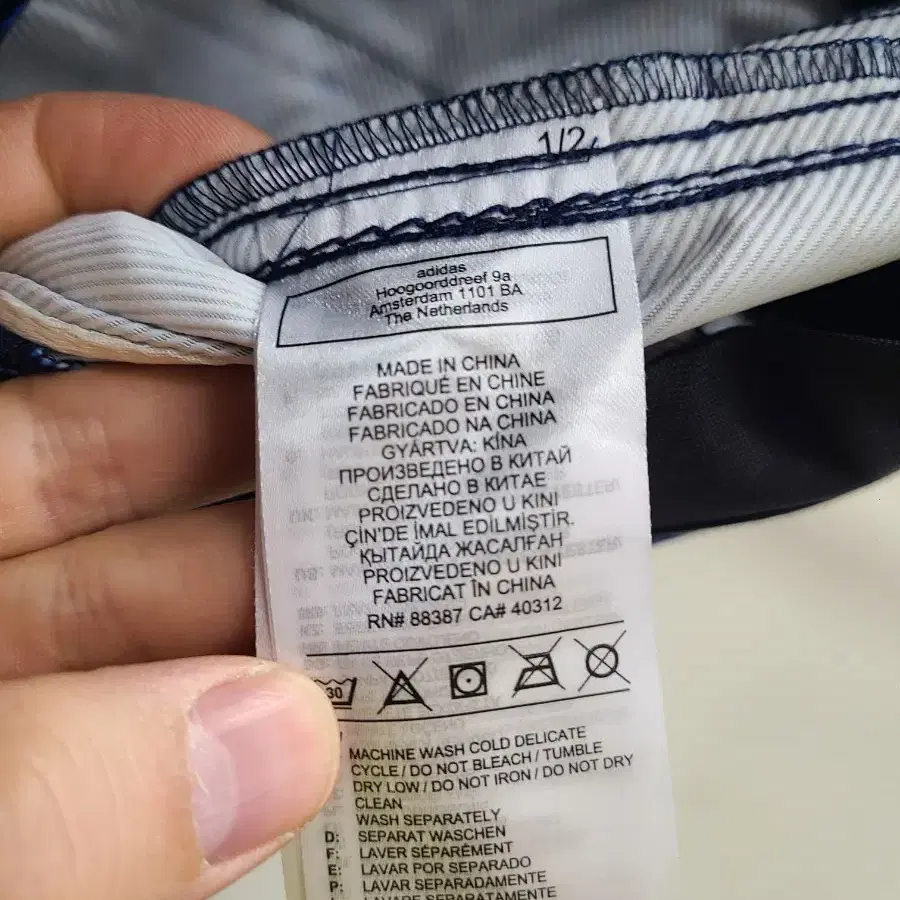 1/2
adidas
Hoogoorddreef 9a
Amsterdam 1101 BA
The Netherlands
MADE IN CHINA
FABRIQUÉ EN CHINE
FABRICADO EN CHINA
FABRICADO NA CHINA
GYÁRTVA: KÍNA
ПРОИЗВЕДЕНО В КИТАЙ
СДЕЛАНО В КИТАЕ
PROIZVEDENO U KINI
ÇİN'DE İMAL EDİLMİŞTİR.
ҚЫТАЙДА ЖАСАЛҒАН
PROIZVEDENO U KINI
FABRICAT ÎN CHINA
RN# 88387 CA# 40312
30
MACHINE WASH COLD DELICATE
CYCLE / DO NOT BLEACH / TUMBLE
DRY LOW / DO NOT IRON / DO NOT DRY
CLEAN
WASH SEPARATELY
D: SEPARAT WASCHEN
F: LAVER SÉPARÉMENT
E: LAVAR POR SEPARADO
P: LAVAR SEPARADAMENTE
LAVARE SEPARATAMENTE